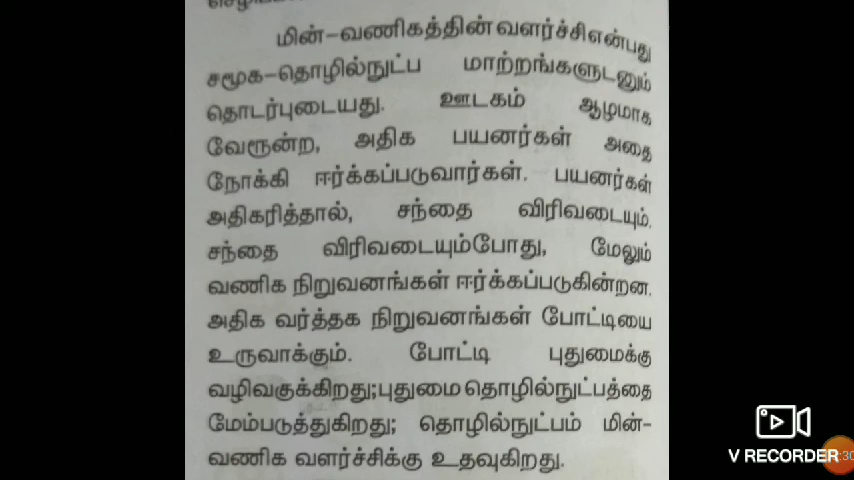 மின்-வணிகத்தின் வளர்ச்சி என்பது
சமூக-தொழில்நுட்ப மாற்றங்களுடனும்
தொடர்புடையது. ஊடகம் ஆழமாக
வேரூன்ற, அதிக பயனர்கள் அதை
நோக்கி ஈர்க்கப்படுவார்கள். பயனர்கள்
அதிகரித்தால், சந்தை விரிவடையும்.
சந்தை விரிவடையும்போது, மேலும்
வணிக நிறுவனங்கள் ஈர்க்கப்படுகின்றன.
அதிக வர்த்தக நிறுவனங்கள் போட்டியை
உருவாக்கும். போட்டி புதுமைக்கு
வழிவகுக்கிறது;புதுமை தொழில்நுட்பத்தை
மேம்படுத்துகிறது; தொழில்நுட்பம் மின்-
வணிக வளர்ச்சிக்கு உதவுகிறது.
V RECORDER
:30